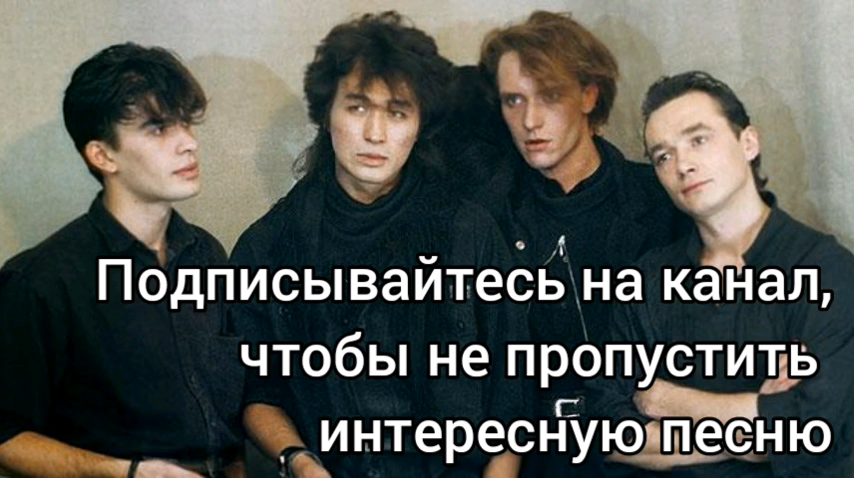 Подписывайтесь на канал,
чтобы не пропустить
интересную песню